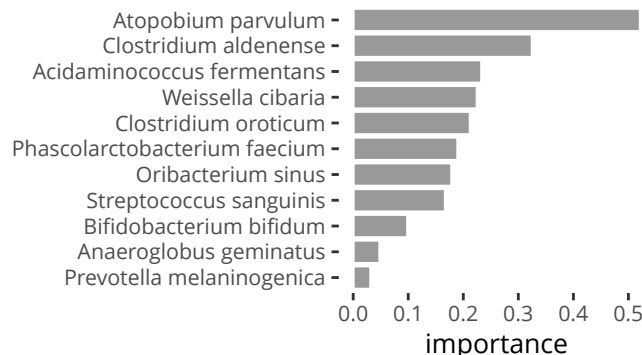 Atopobium parvulum
Clostridium aldenense
Acidaminococcus fermentans
Weissella cibaria
Clostridium oroticum
Phascolarctobacterium faecium
Oribacterium sinus
Streptococcus sanguinis
Bifidobacterium bifidum
Anaeroglobus geminatus
Prevotella melaninogenica
0.0 0.1 0.2 0.3 0.4 0.5
importance